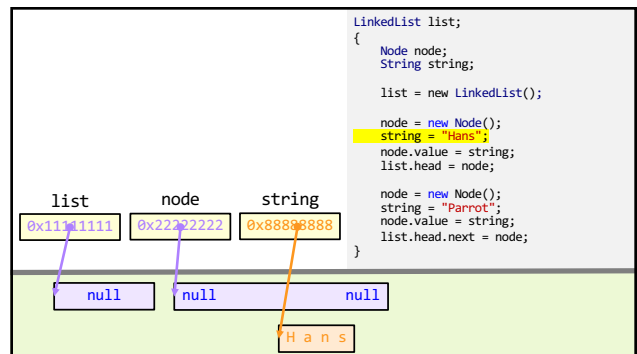 LinkedList list;
{
Node node;
String string;
list = new LinkedList();
node = new Node();
string = "Hans";
node.value = string;
list.head = node;
node = new Node();
string = "Parrot";
node.value = string;
list.head.next = node;
}
list node string
0x11111111 0x22222222 0x88888888
null null null
H a n s